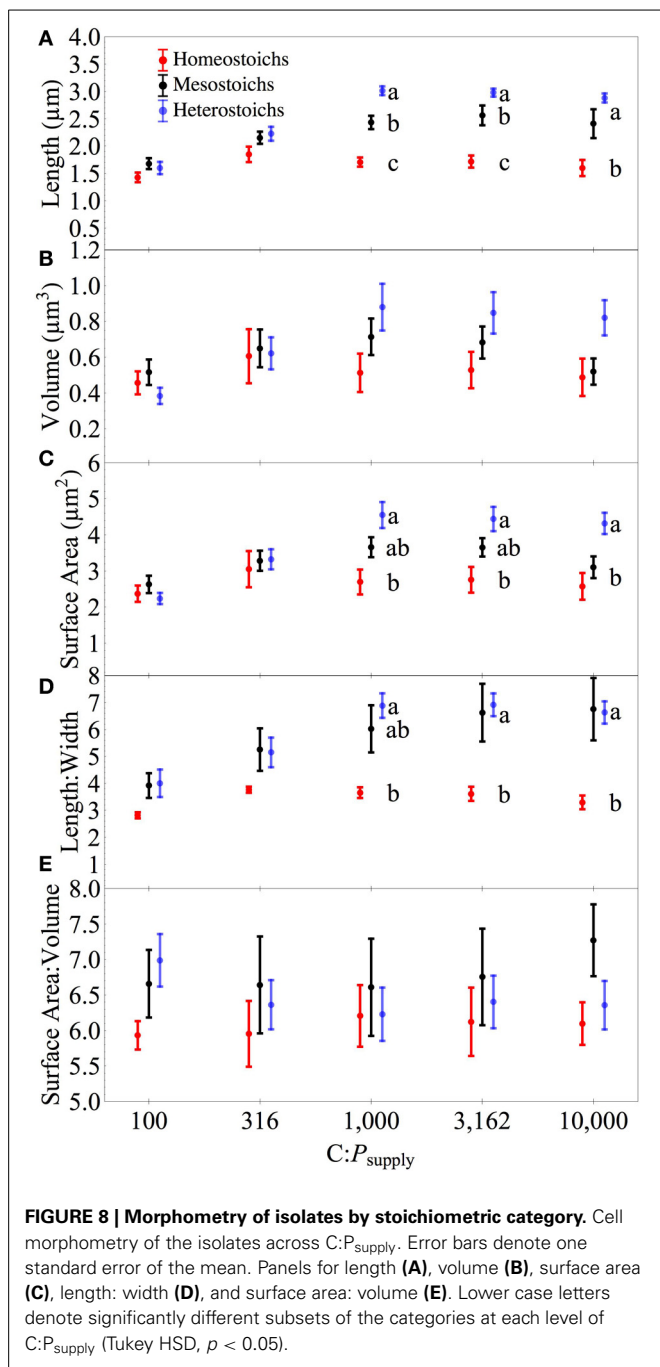 A
Homeostoichs
Mesostoichs
Heterostoichs
Length (μm)
4.0
3.5
3.0
2.5
2.0
1.5
1.0
0.5
a
b
c
a
b
c
a
b
B
Volume (μm³)
1.2
1.0
0.8
0.6
0.4
0.2
C
Surface Area (μm²)
6
5
4
3
2
1
a
ab
b
a
ab
b
a
b
b
D
Length:Width
8
7
6
5
4
3
2
1
a
ab
b
a
b
a
b
E
Surface Area:Volume
8.0
7.5
7.0
6.5
6.0
5.5
5.0
100 316 1,000 3,162 10,000
C:Psupply
FIGURE 8 | Morphometry of isolates by stoichiometric category. Cell
morphometry of the isolates across C:Psupply. Error bars denote one
standard error of the mean. Panels for length (A), volume (B), surface area
(C), length: width (D), and surface area: volume (E). Lower case letters
denote significantly different subsets of the categories at each level of
C:Psupply (Tukey HSD, p < 0.05).